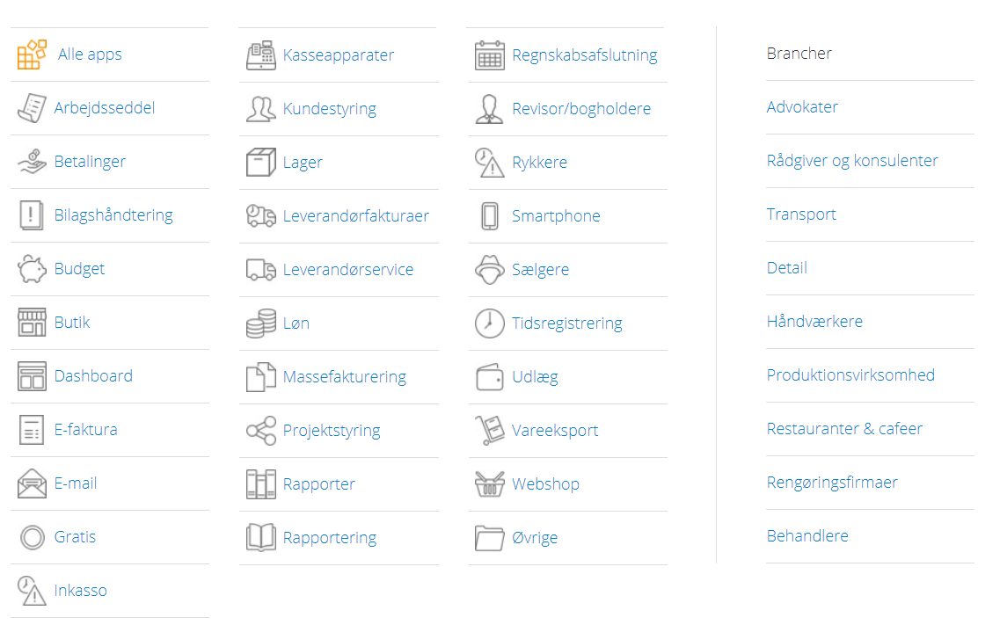 Alle apps
Arbejdsseddel
Betalinger
Bilagshåndtering
Budget
Butik
Dashboard
E-faktura
E-mail
Gratis
Inkasso
Kasseapparater
Kundestyring
Lager
Leverandørfakturaer
Leverandørservice
Løn
Massefakturering
Projektstyring
Rapporter
Rapportering
Regnskabsafslutning
Revisor/bogholdere
Rykkere
Smartphone
Sælgere
Tidsregistrering
Udlæg
Vareeksport
Webshop
Øvrige
Brancher
Advokater
Rådgiver og konsulenter
Transport
Detail
Håndværkere
Produktionsvirksomhed
Restauranter & cafeer
Rengøringsfirmaer
Behandlere